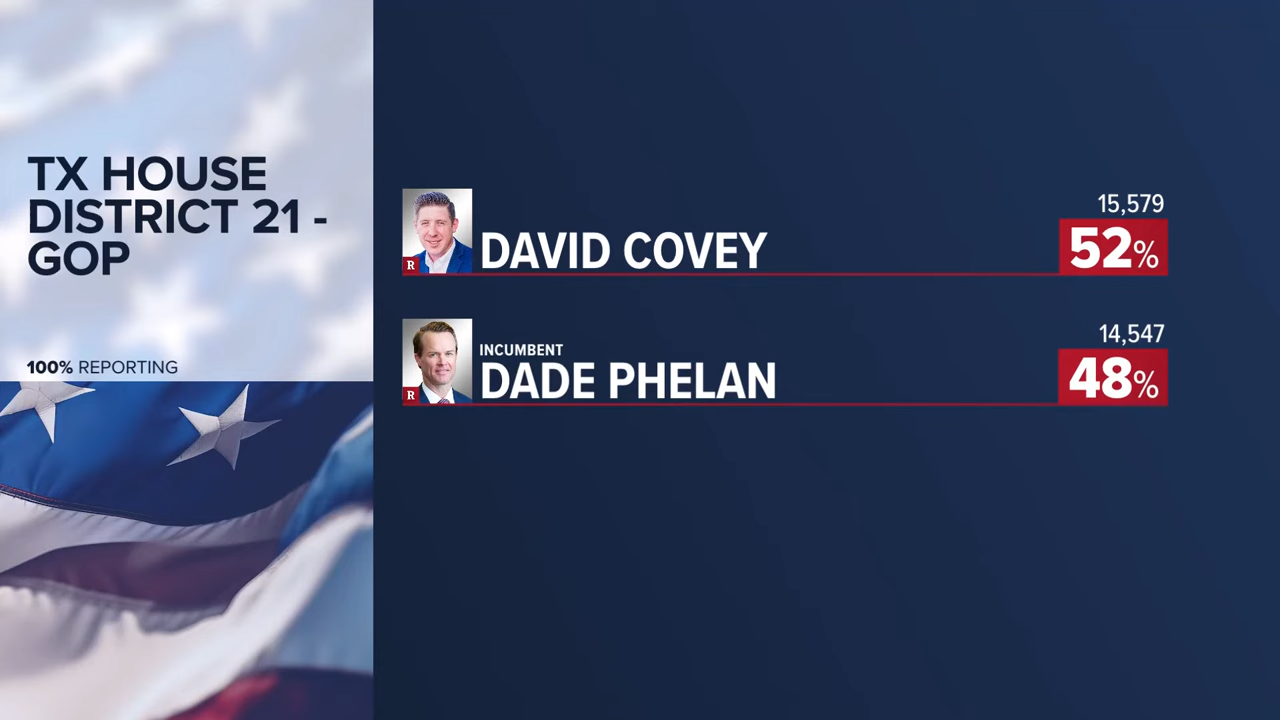 TX HOUSE
DISTRICT 21 -
GOP
100% REPORTING
R
DAVID COVEY
15,579
52%
R
INCUMBENT
DADE PHELAN
14,547
48%